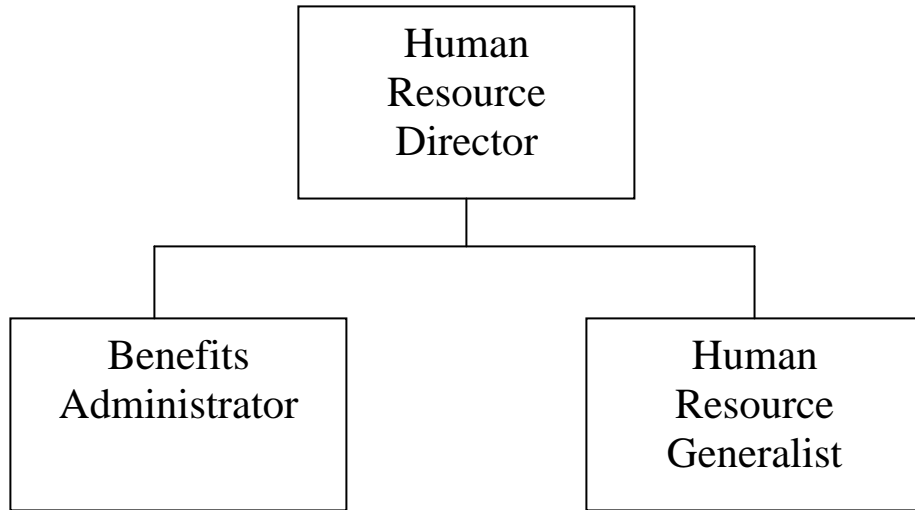 Human
Resource
Director
Benefits
Administrator
Human
Resource
Generalist